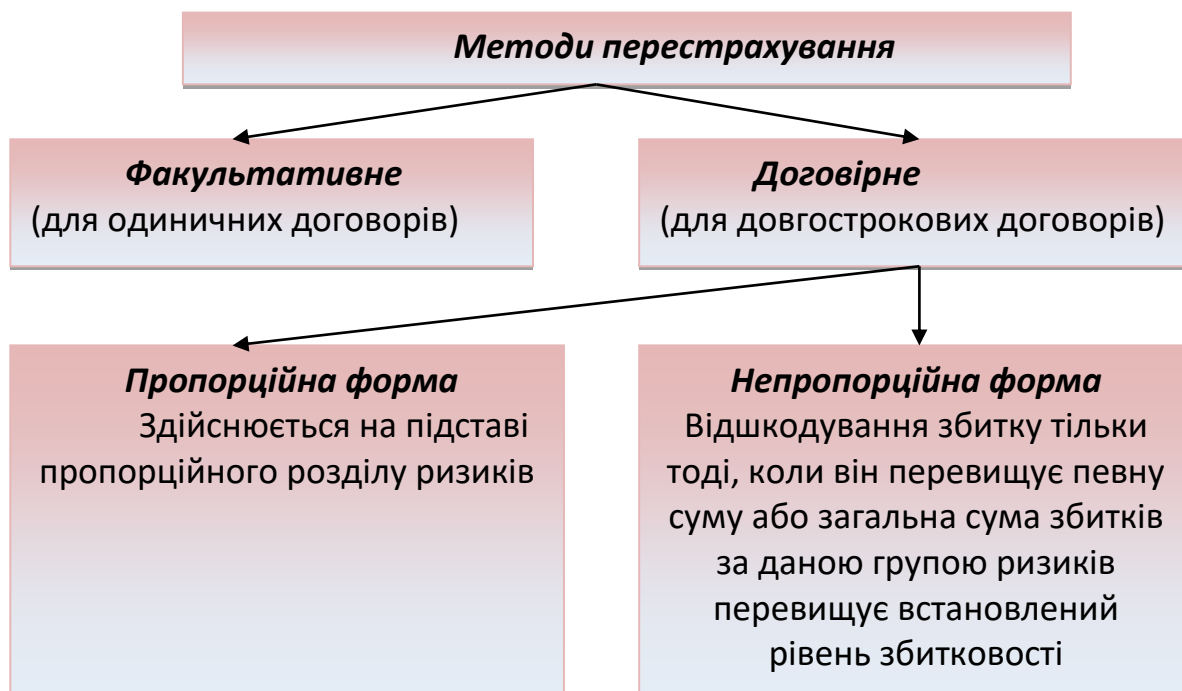 Методи перестрахування
Факультативне
(для одиничних договорів)
Договірне
(для довгострокових договорів)
Пропорційна форма
Здійснюється на підставі
пропорційного розділу ризиків
Непропорційна форма
Відшкодування збитку тільки
тоді, коли він перевищує певну
суму або загальна сума збитків
за даною групою ризиків
перевищує встановлений
рівень збитковості